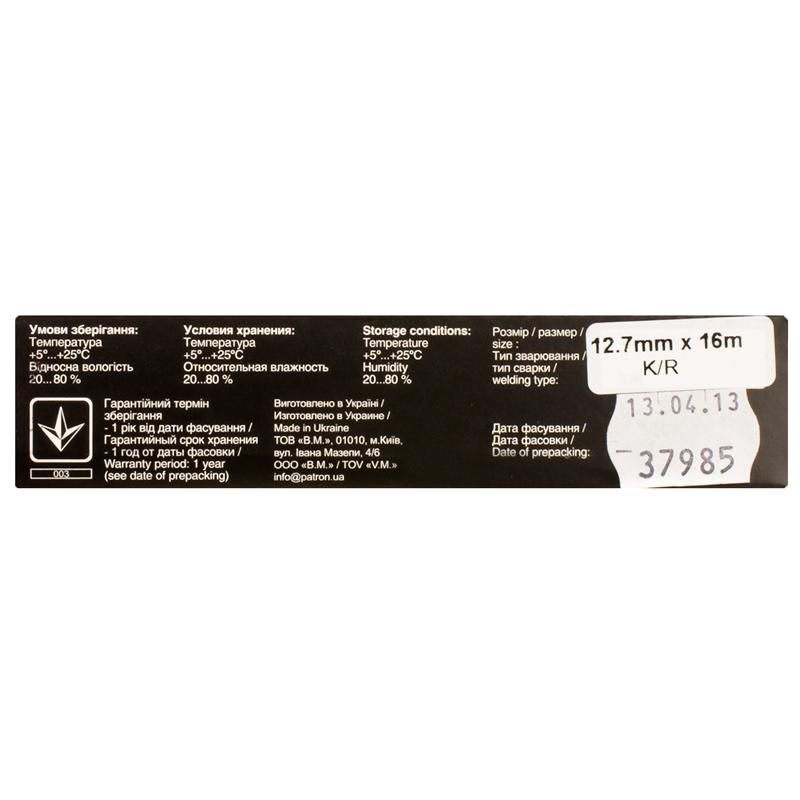 Умови зберігання:
Температура
+5°...+25°C
Відносна вологість
20...80 %
Условия хранения:
Температура
+5°...+25°C
Относительная влажность
20...80 %
Storage conditions:
Temperature
+5°...+25°C
Humidity
20...80 %
Розмір / размер /
size :
Тип зварювання /
тип сварки /
welding type:
12.7mm x 16m
K/R
003
Гарантійний термін
зберігання
- 1 рік від дати фасування /
Гарантийный срок хранения
- 1 год от даты фасовки /
Warranty period: 1 year
(see date of prepacking)
Виготовлено в Україні /
Изготовлено в Украине /
Made in Ukraine
ТОВ "В.М.", 01010, м.Київ,
вул. Івана Мазепи, 4/6
ООО «В.М.» / TOV «V.M.»
info@patron.ua
Дата фасування /
Дата фасовки /
Date of prepacking:
13.04.13
37985